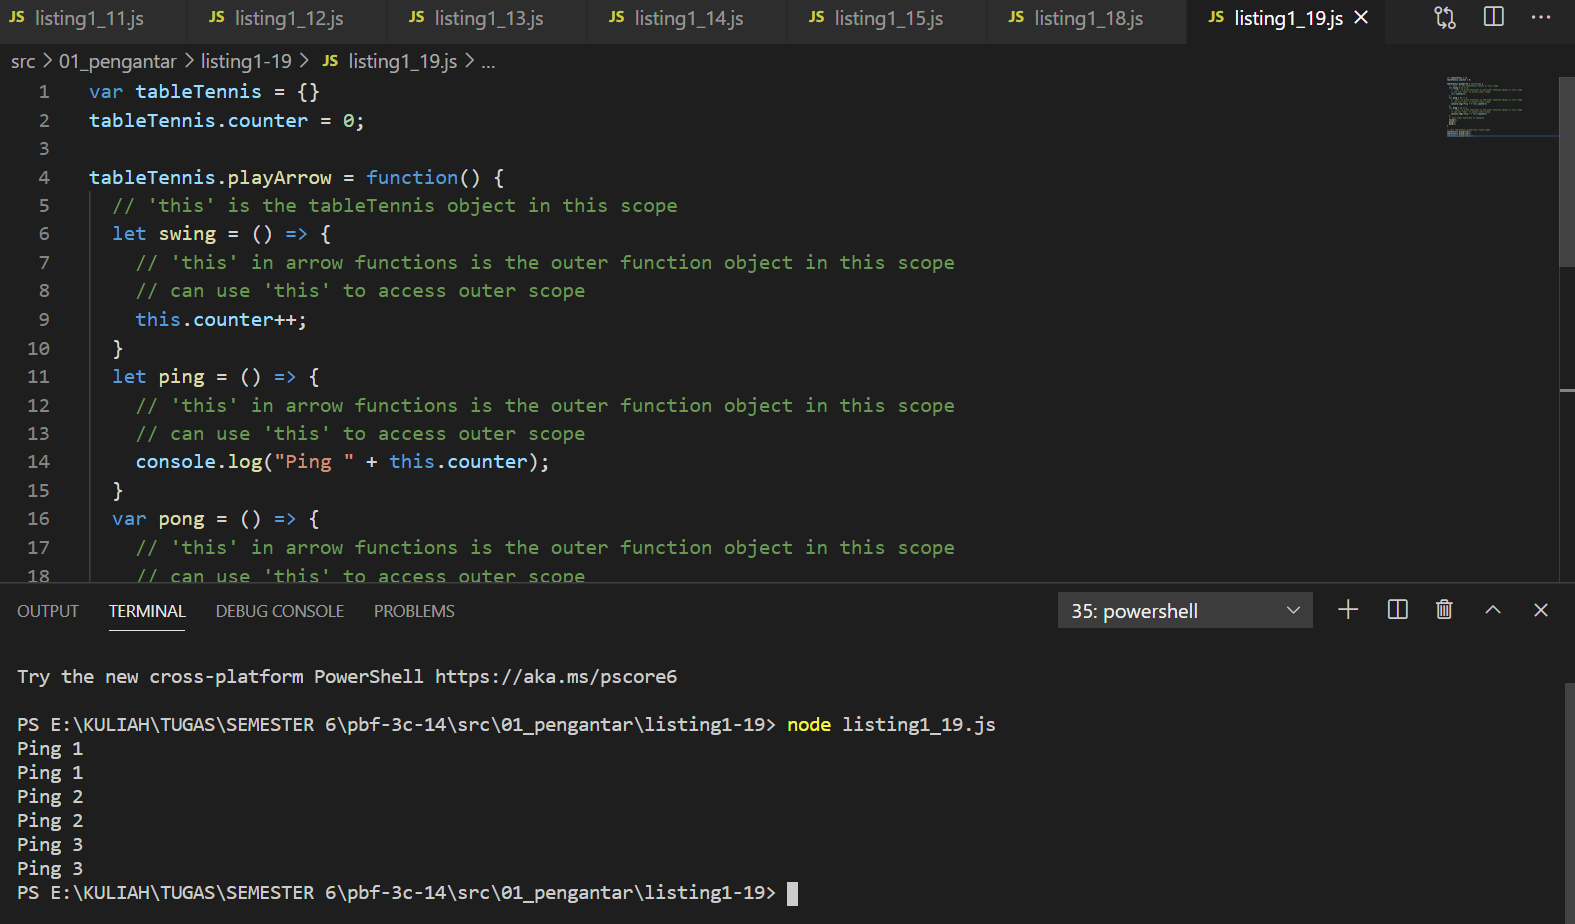 JS listing1_11.js JS listing1_12.js JS listing1_13.js JS listing1_14.js JS listing1_15.js JS listing1_18.js JS listing1_19.js
src > 01_pengantar > listing1-19 > JS listing1_19.js > ...
1 var tableTennis = {}
2 tableTennis.counter = 0;
3
4 tableTennis.playArrow = function() {
5 // 'this' is the tableTennis object in this scope
6 let swing = () => {
7 // 'this' in arrow functions is the outer function object in this scope
8 // can use 'this' to access outer scope
9 this.counter++;
10 }
11 let ping = () => {
12 // 'this' in arrow functions is the outer function object in this scope
13 // can use 'this' to access outer scope
14 console.log("Ping " + this.counter);
15 }
16 var pong = () => {
17 // 'this' in arrow functions is the outer function object in this scope
18 // can use 'this' to access outer scope
OUTPUT TERMINAL DEBUG CONSOLE PROBLEMS 35: powershell
Try the new cross-platform PowerShell https://aka.ms/pscore6
PS E:\KULIAH\TUGAS\SEMESTER 6\pbf-3c-14\src\01_pengantar\listing1-19> node listing1_19.js
Ping 1
Ping 1
Ping 2
Ping 2
Ping 3
Ping 3
PS E:\KULIAH\TUGAS\SEMESTER 6\pbf-3c-14\src\01_pengantar\listing1-19>